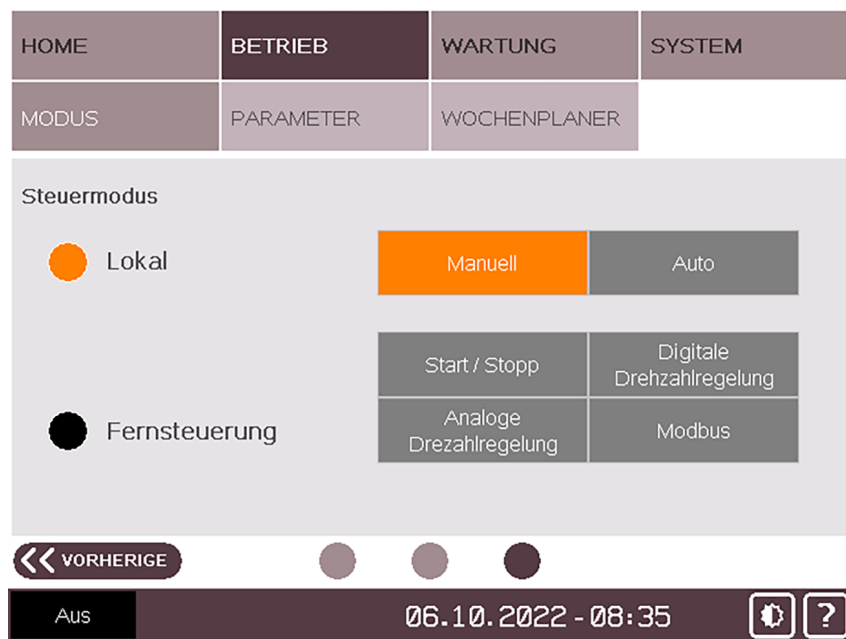 HOME BETRIEB WARTUNG SYSTEM
MODUS PARAMETER WOCHENPLANER
Steuermodus
Lokal Manuell Auto
Start / Stopp Digitale Drehzahlregelung
Fernsteuerung Analoge Drezahlregelung Modbus
VORHERIGE
Aus 06.10.2022 - 08:35 ?